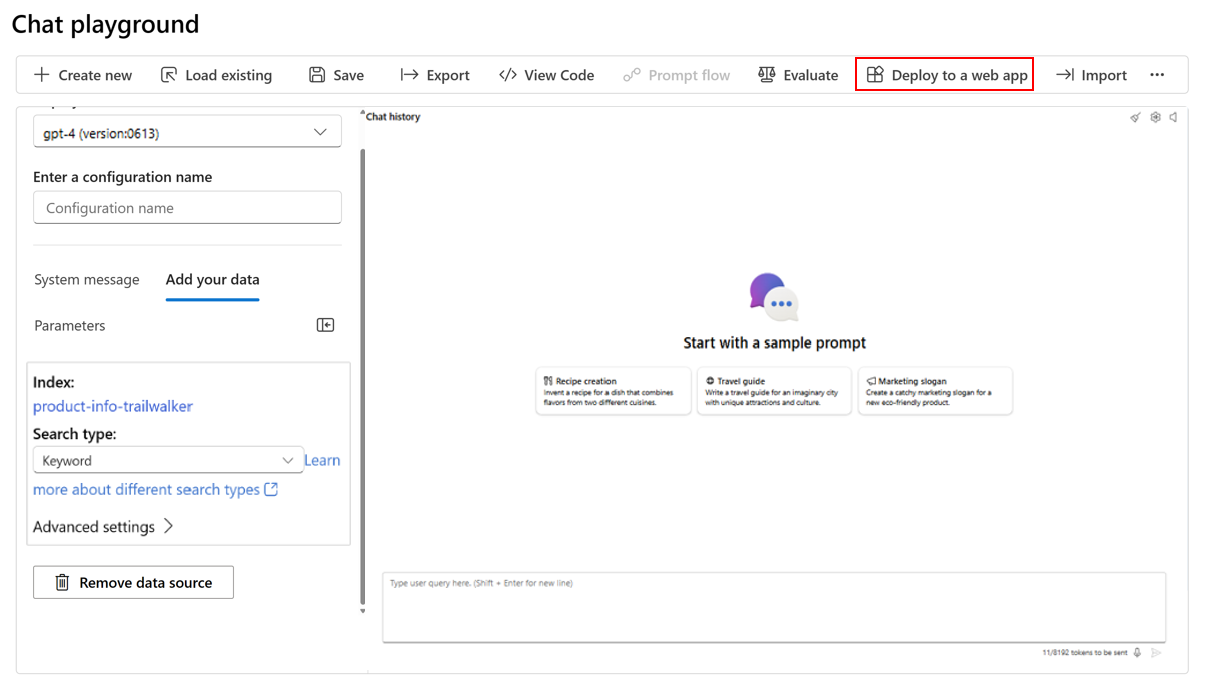 Chat playground
Create new
Load existing
Save
Export
View Code
Prompt flow
Evaluate
Deploy to a web app
Import
gpt-4 (version:0613)
Enter a configuration name
Configuration name
System message
Add your data
Parameters
Index:
product-info-trailwalker
Search type:
Keyword
Learn
more about different search types
Advanced settings
Remove data source
Chat history
Start with a sample prompt
Recipe creation
Invent a recipe for a dish that combines
flavors from two different cuisines.
Travel guide
Write a travel guide for an imaginary city
with unique attractions and culture.
Marketing slogan
Create a catchy marketing slogan for a
new eco-friendly product.
Type user query here. (Shift + Enter for new line)
11/8192 tokens to be sent